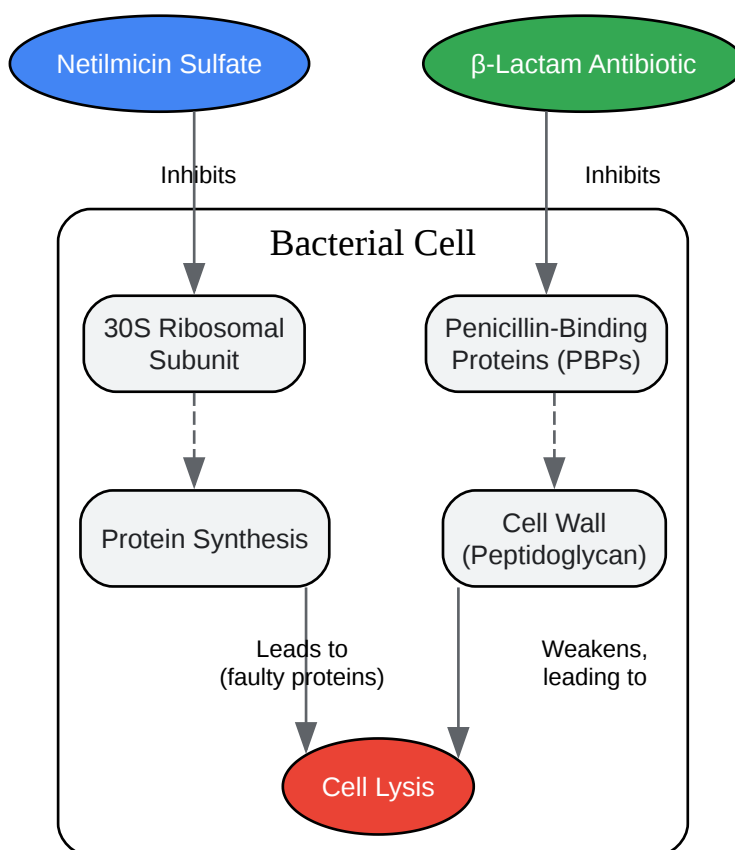 Netilmicin Sulfate
β-Lactam Antibiotic
Inhibits
Inhibits
Bacterial Cell
30S Ribosomal
Subunit
Penicillin-Binding
Proteins (PBPs)
Protein Synthesis
Cell Wall
(Peptidoglycan)
Leads to
(faulty proteins)
Weakens,
leading to
Cell Lysis